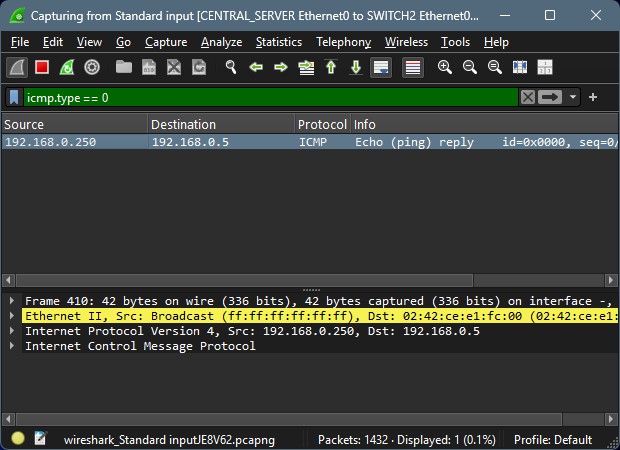 Capturing from Standard input [CENTRAL_SERVER Ethernet0 to SWITCH2 Ethernet0...
File Edit View Go Capture Analyze Statistics Telephony Wireless Tools Help
icmp.type == 0
Source Destination Protocol Info
192.168.0.250 192.168.0.5 ICMP Echo (ping) reply id=0x0000, seq=0/
Frame 410: 42 bytes on wire (336 bits), 42 bytes captured (336 bits) on interface -,
Ethernet II, Src: Broadcast (ff:ff:ff:ff:ff:ff), Dst: 02:42:ce:e1:fc:00 (02:42:ce:e1:
Internet Protocol Version 4, Src: 192.168.0.250, Dst: 192.168.0.5
Internet Control Message Protocol
wireshark_Standard inputJE8V62.pcapng Packets: 1432 · Displayed: 1 (0.1%) Profile: Default